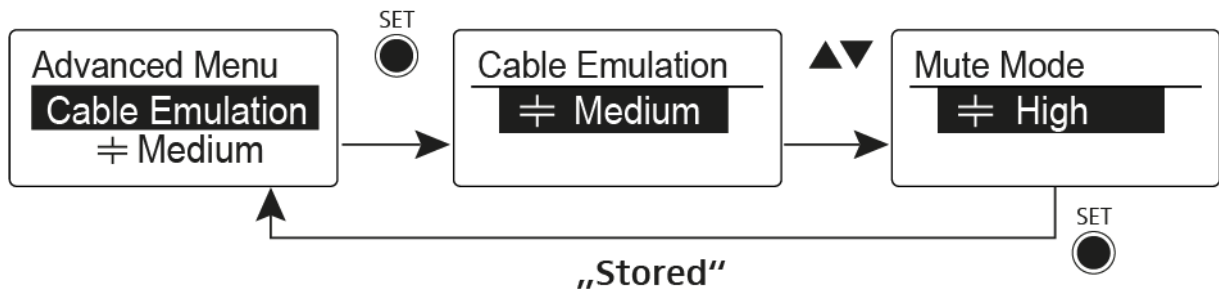 SET
Advanced Menu
Cable Emulation
Medium
Cable Emulation
Medium
▲▼
Mute Mode
High
SET
„Stored“